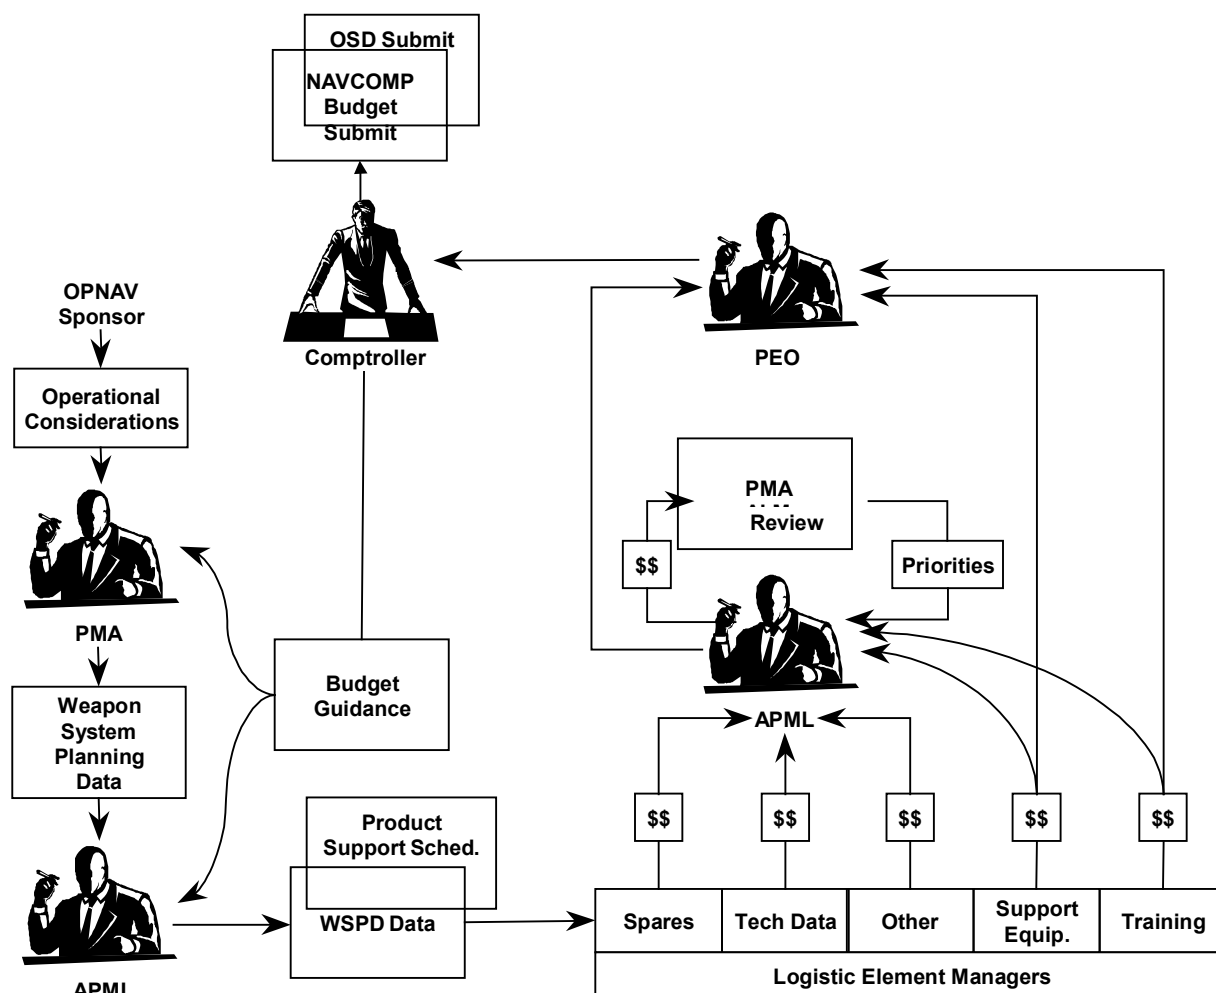 OSD Submit
NAVCOMP
Budget
Submit
Comptroller
PEO
OPNAV
Sponsor
Operational
Considerations
PMA
Weapon
System
Planning
Data
APML
Budget
Guidance
Product
Support Sched.
WSPD Data
PMA
Review
$$
Priorities
APML
$$
$$
$$
$$
$$
Spares
Tech Data
Other
Support
Equip.
Training
Logistic Element Managers